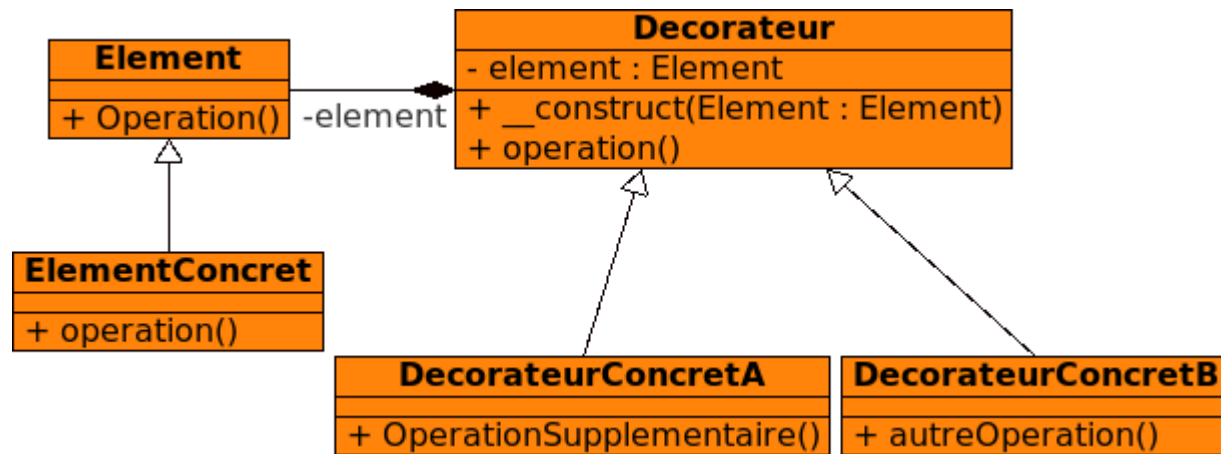 Element
+ Operation()
-element
Decorateur
- element : Element
+ __construct(Element : Element)
+ operation()
ElementConcret
+ operation()
DecorateurConcretA
+ OperationSupplementaire()
DecorateurConcretB
+ autreOperation()